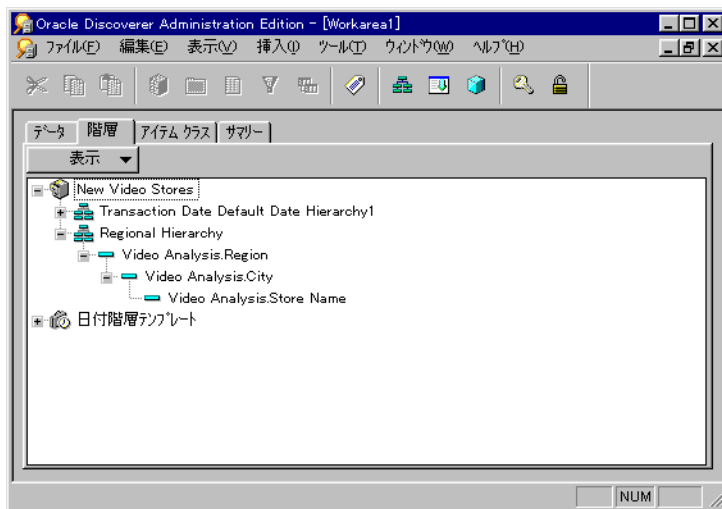 Oracle Discoverer Administration Edition - [Workarea1]
ﾌｧｲﾙ(F) 編集(E) 表示(V) 挿入(I) ﾂｰﾙ(T) ｳｨﾝﾄﾞｳ(W) ﾍﾙﾌﾟ(H)
ﾃﾞｰﾀ 階層 ｱｲﾃﾑ ｸﾗｽ ｻﾏﾘｰ
表示
New Video Stores
Transaction Date Default Date Hierarchy1
Regional Hierarchy
Video Analysis.Region
Video Analysis.City
Video Analysis.Store Name
日付階層ﾃﾝﾌﾟﾚｰﾄ
NUM